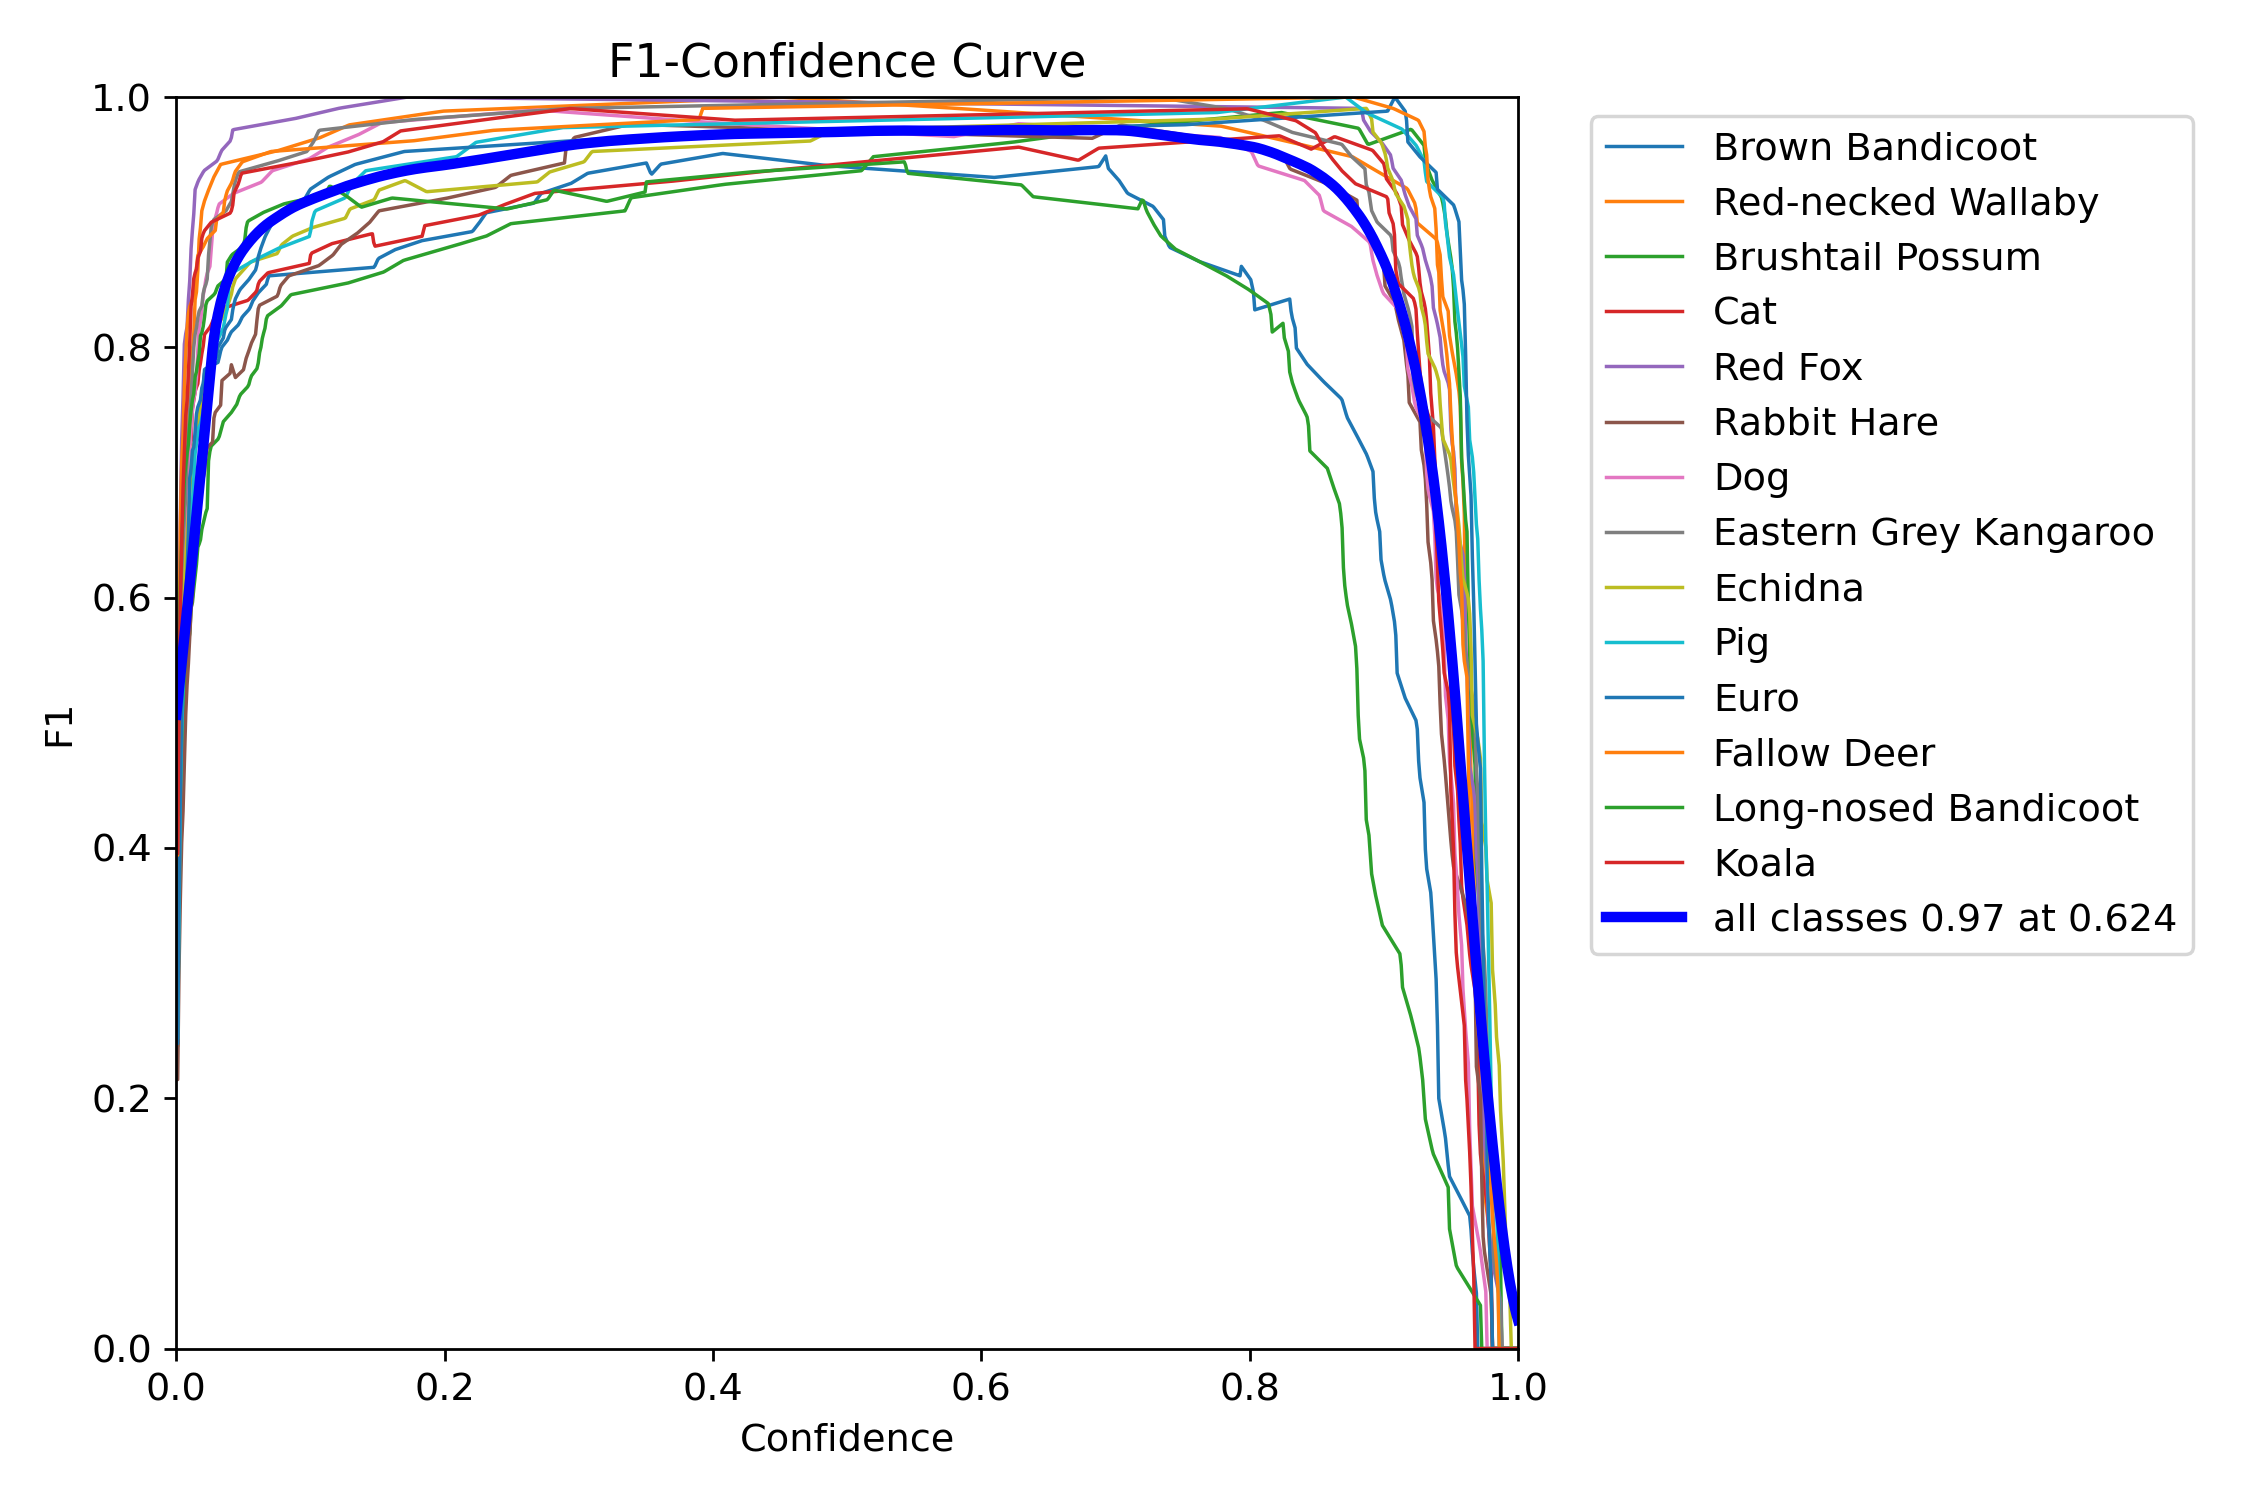 F1-Confidence Curve
1.0
0.8
0.6
0.4
0.2
0.0
F1
0.0 0.2 0.4 0.6 0.8 1.0
Confidence
Brown Bandicoot
Red-necked Wallaby
Brushtail Possum
Cat
Red Fox
Rabbit Hare
Dog
Eastern Grey Kangaroo
Echidna
Pig
Euro
Fallow Deer
Long-nosed Bandicoot
Koala
all classes 0.97 at 0.624